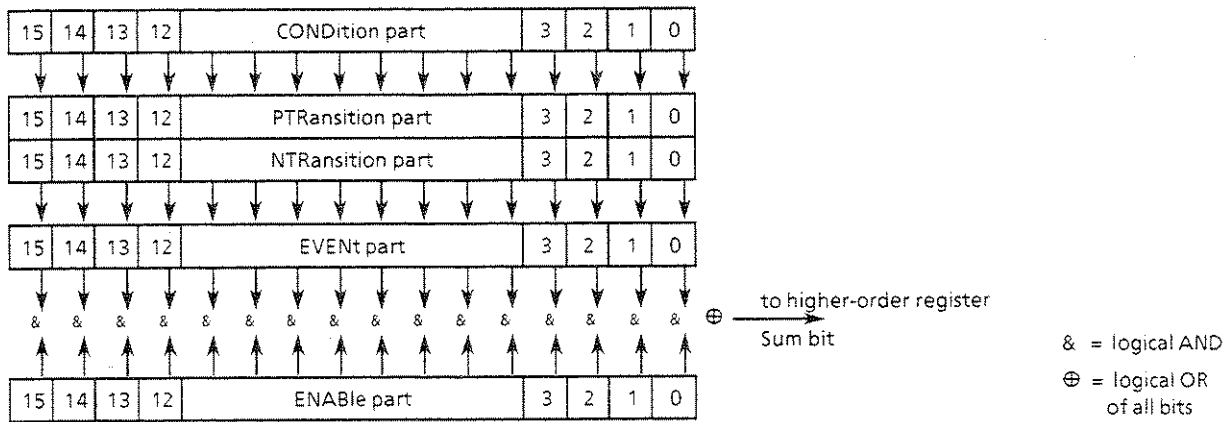 15 14 13 12 CONDition part 3 2 1 0
15 14 13 12 PTRansition part 3 2 1 0
15 14 13 12 NTRansition part 3 2 1 0
15 14 13 12 EVENt part 3 2 1 0
& & & & & & & & & & & & & & & & ⊕ to higher-order register
Sum bit
15 14 13 12 ENABle part 3 2 1 0
& = logical AND
⊕ = logical OR
of all bits